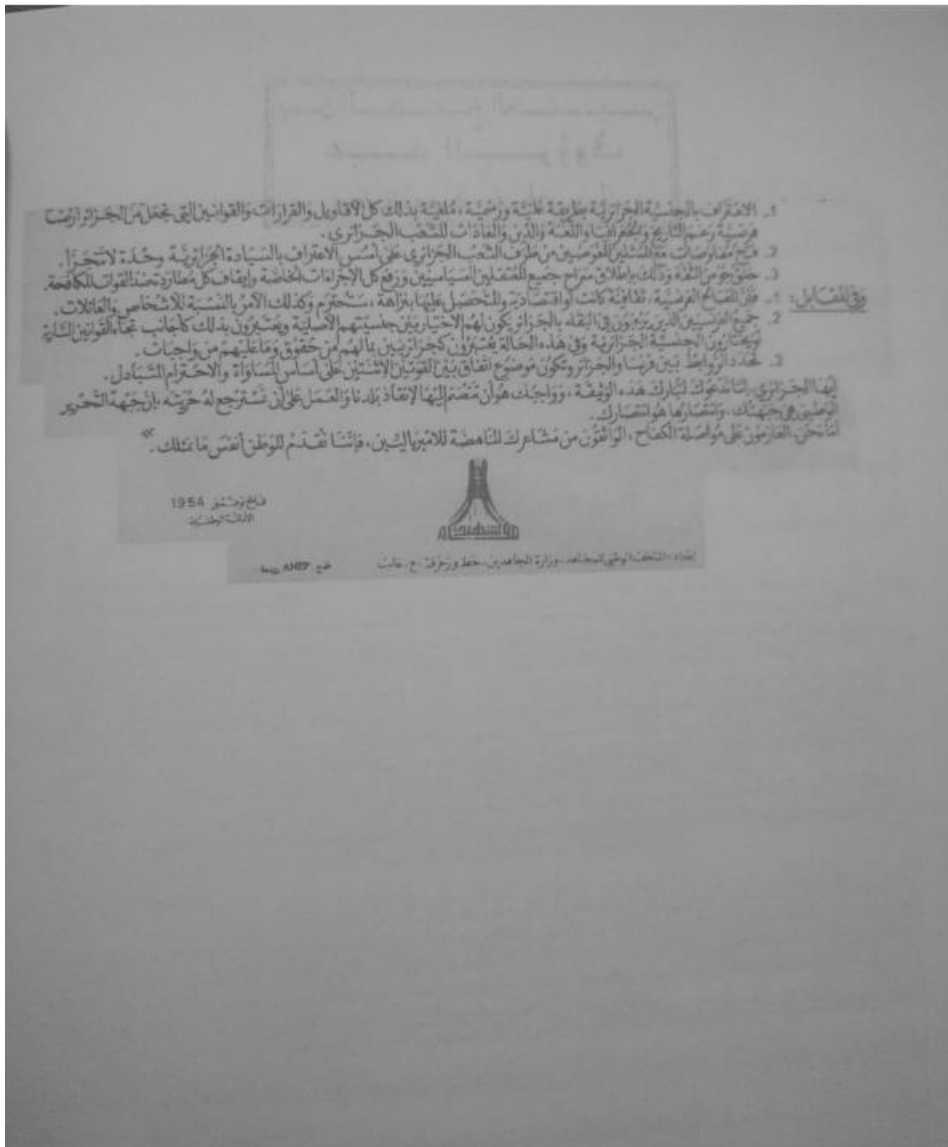 1. الاعتراف بالجنسية الجزائرية بطريقة علنية ورسمية، ملغية بذلك كل الأقاويل والقرارات والقوانين التي تجعل من الجزائر أرضا
فرنسية رغم التاريخ والجغرافيا واللغة والدين والعادات للشعب الجزائري.
2. فتح مفاوضات مع الممثلين المفوضين من طرف الشعب الجزائري على أسس الاعتراف بالسيادة الجزائرية وحدة لا تتجزأ.
3. خلق جو من الثقة وذلك بإطلاق سراح جميع المعتقلين السياسيين ورفع كل الإجراءات الخاصة وإيقاف كل مطاردة ضد القوات المكافحة.
وفي المقابل: 1. فإن المصالح الفرنسية، ثقافية كانت أو اقتصادية والمتحصل عليها بنزاهة، ستحترم وكذلك الأمر بالنسبة للأشخاص والعائلات.
2. جميع الفرنسيين الذين يرغبون في البقاء بالجزائر يكون لهم الاختيار بين جنسيتهم الأصلية ويعتبرون بذلك كأجانب تجاه القوانين السارية
أو يختارون الجنسية الجزائرية وفي هذه الحالة يعتبرون كجزائريين بما لهم من حقوق وما عليهم من واجبات.
3. تحدد الروابط بين فرنسا والجزائر وتكون موضوع اتفاق بين القوتين الاثنتين على أساس المساواة والاحترام المتبادل.
أيها الجزائري، إننا ندعوك لتبارك هذه الوثيقة، وواجبك هو أن تنضم إليها لإنقاذ بلدنا والعمل على أن نسترجع له حريته، إن جبهة التحرير
الوطني هي جبهتك، وانتصارها هو انتصارك.
أما نحن، العازمون على مواصلة الكفاح، الواثقون من مشاعرك المناهضة للامبرياليين، فإننا نقدم للوطن أنفس ما نملك. »
فاتح نوفمبر 1954
الأمانة الوطنية
إعداد: المتحف الوطني للمجاهد. وزارة المجاهدين. خط وزخرفة: ع.
طبع ANEP